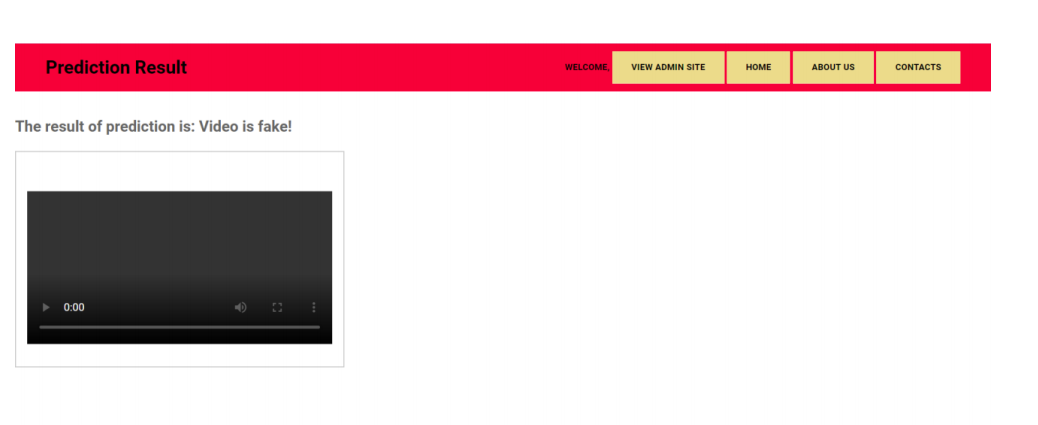 Prediction Result
WELCOME, VIEW ADMIN SITE HOME ABOUT US CONTACTS
The result of prediction is: Video is fake!
0:00